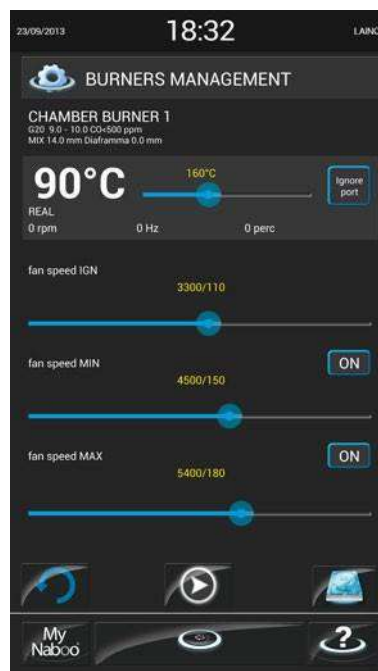 23/09/2013 18:32 LAINO
BURNERS MANAGEMENT
CHAMBER BURNER 1
G20 9.0 - 10.0 CO<500 ppm
MIX 14.0 mm Diaframma 0.0 mm
90°C 160°C Ignore port
REAL
0 rpm 0 Hz 0 perc
fan speed IGN
3300/110
fan speed MIN ON
4500/150
fan speed MAX ON
5400/180
My
Naboo
?